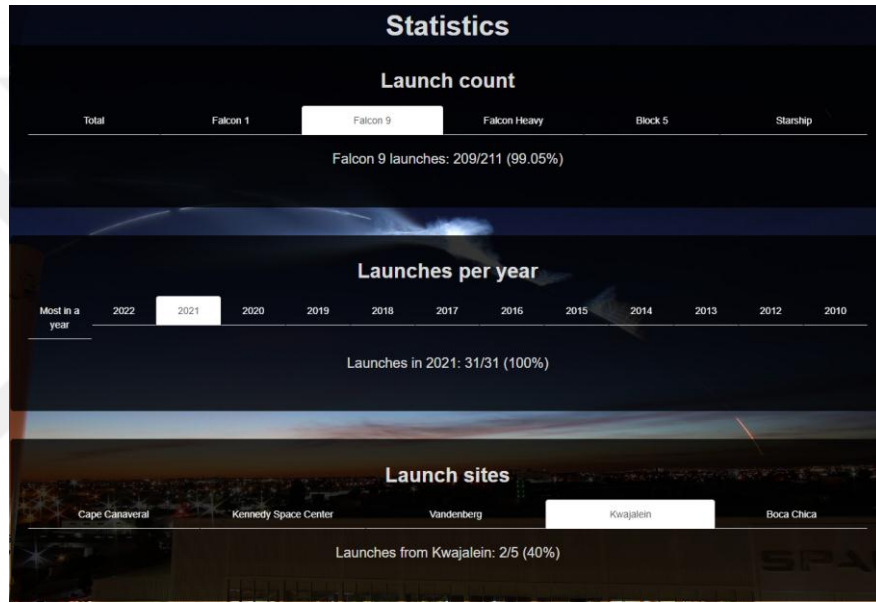 Statistics
Launch count
Total Falcon 1 Falcon 9 Falcon Heavy Block 5 Starship
Falcon 9 launches: 209/211 (99.05%)
Launches per year
Most in a year 2022 2021 2020 2019 2018 2017 2016 2015 2014 2013 2012 2010
Launches in 2021: 31/31 (100%)
Launch sites
Cape Canaveral Kennedy Space Center Vandenberg Kwajalein Boca Chica
Launches from Kwajalein: 2/5 (40%)